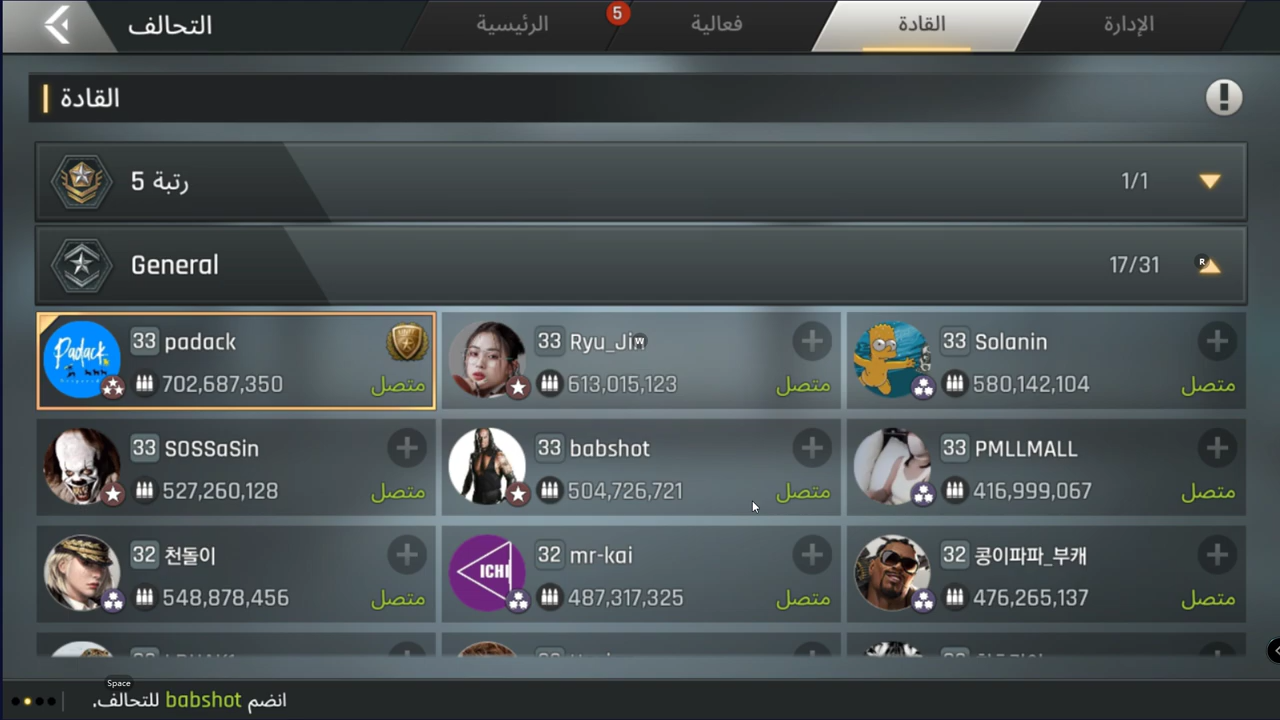 التحالف
الرئيسية
5
فعالية
القادة
الإدارة
القادة
رتبة 5
1/1
General
17/31
R
Padack
33 padack
702,687,350
متصل
33 Ryu_Jin
W
613,015,123
متصل
33 Solanin
580,142,104
متصل
33 SOSSaSin
527,260,128
متصل
33 babshot
504,726,721
متصل
33 PMLLMALL
416,999,067
متصل
32 천돌이
548,878,456
متصل
ICHI
32 mr-kai
487,317,325
متصل
32 콩이파파_부캐
476,265,137
متصل
Space
انضم babshot للتحالف,